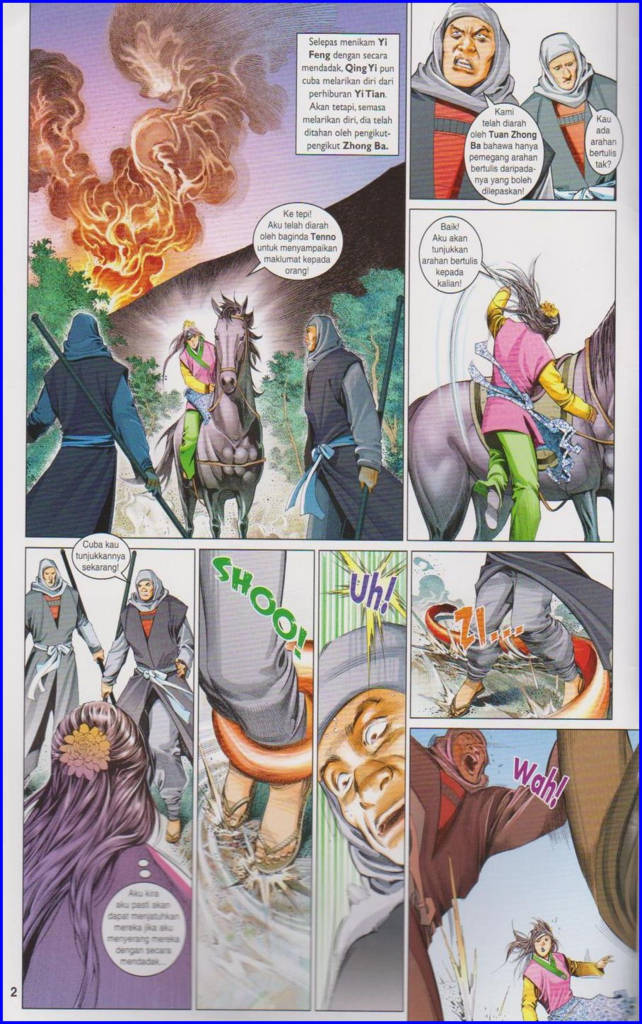 Selepas menikam Yi
Feng dengan secara
mendadak, Qing Yi pun
cuba melarikan diri dari
perhiburan Yi Tian.
Akan tetapi, semasa
melarikan diri, dia telah
ditahan oleh pengikut-
pengikut Zhong Ba.
Ke tepi!
Aku telah diarah
oleh baginda Tenno
untuk menyampaikan
maklumat kepada
orang!
Kami
telah diarah
oleh Tuan Zhong
Ba bahawa hanya
pemegang arahan
bertulis daripada-
nya yang boleh
dilepaskan!
Kau
ada
arahan
bertulis
tak?
Baik!
Aku akan
tunjukkan
arahan bertulis
kepada
kalian!
Cuba kau
tunjukkannya
sekarang!
Aku kira
aku pasti akan
dapat menjatuhkan
mereka jika aku
menyerang mereka
dengan secara
mendadak...
SHOO!
Uh!
ZI...
Wah!
2